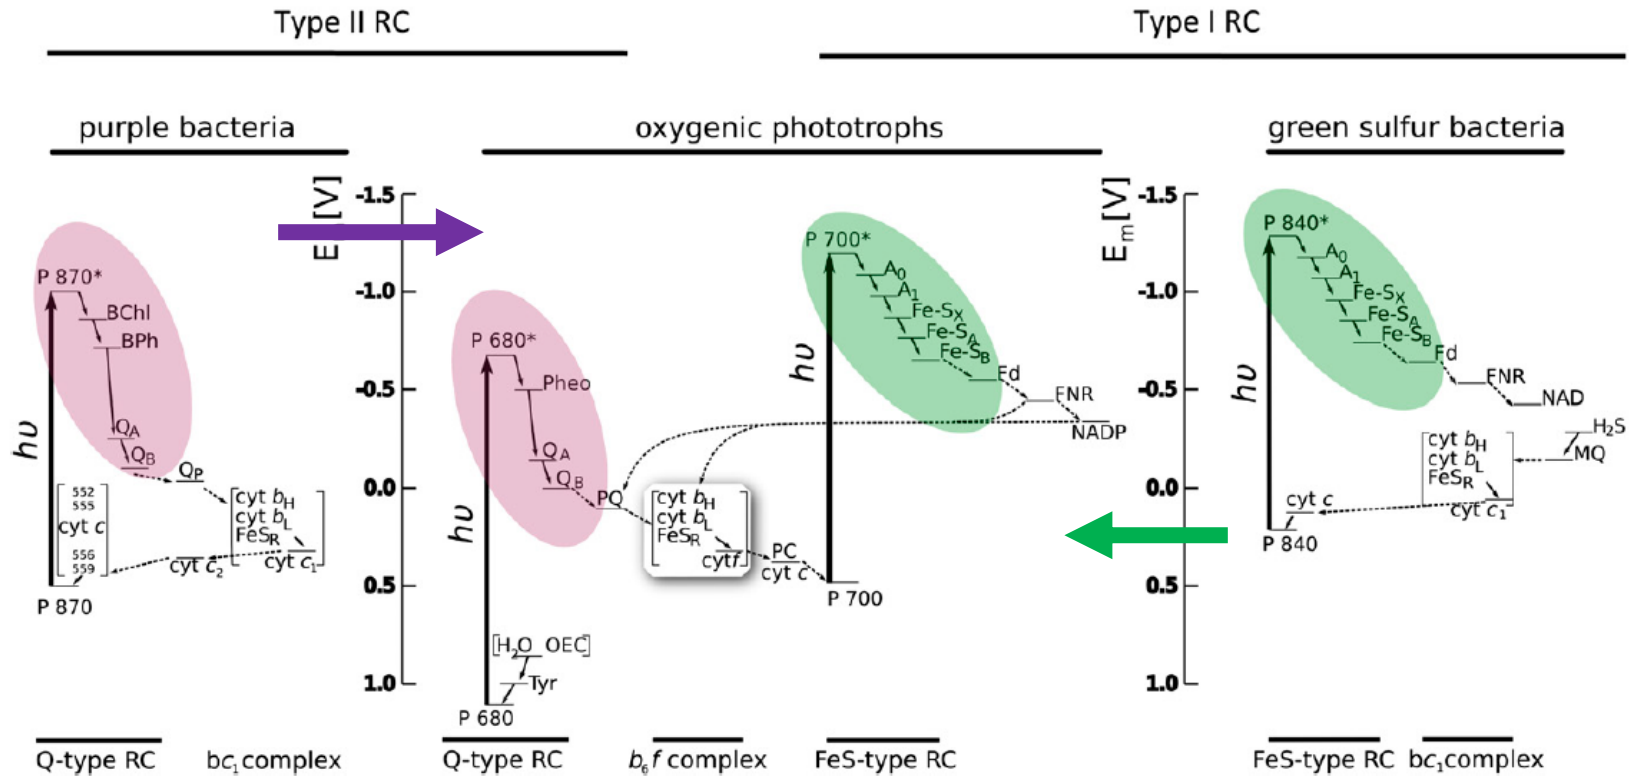 Type II RC
Type I RC
purple bacteria
oxygenic phototrophs
green sulfur bacteria
P 870*
BChl
BPh
QA
QB
QP
hυ
552
555
cyt c
556
559
P 870
cyt bH
cyt bL
FeSR
cyt c1
cyt c2
[V]
-1.5
-1.0
-0.5
0.0
0.5
1.0
P 680*
Pheo
QA
QB
PQ
hυ
[H2O OEC]
Tyr
P 680
cyt bH
cyt bL
FeSR
cytf
PC
cyt c
P 700*
A0
A1
Fe-SX
Fe-SA
Fe-SB
Fd
FNR
NADP
hυ
P 700
Em [V]
-1.5
-1.0
-0.5
0.0
0.5
1.0
P 840*
A0
A1
Fe-SX
Fe-SA
Fe-SB
Fd
FNR
NAD
H2S
MQ
hυ
cyt bH
cyt bL
FeSR
cyt c1
cyt c
P 840
Q-type RC
bc1complex
Q-type RC
b6f complex
FeS-type RC
FeS-type RC
bc1complex